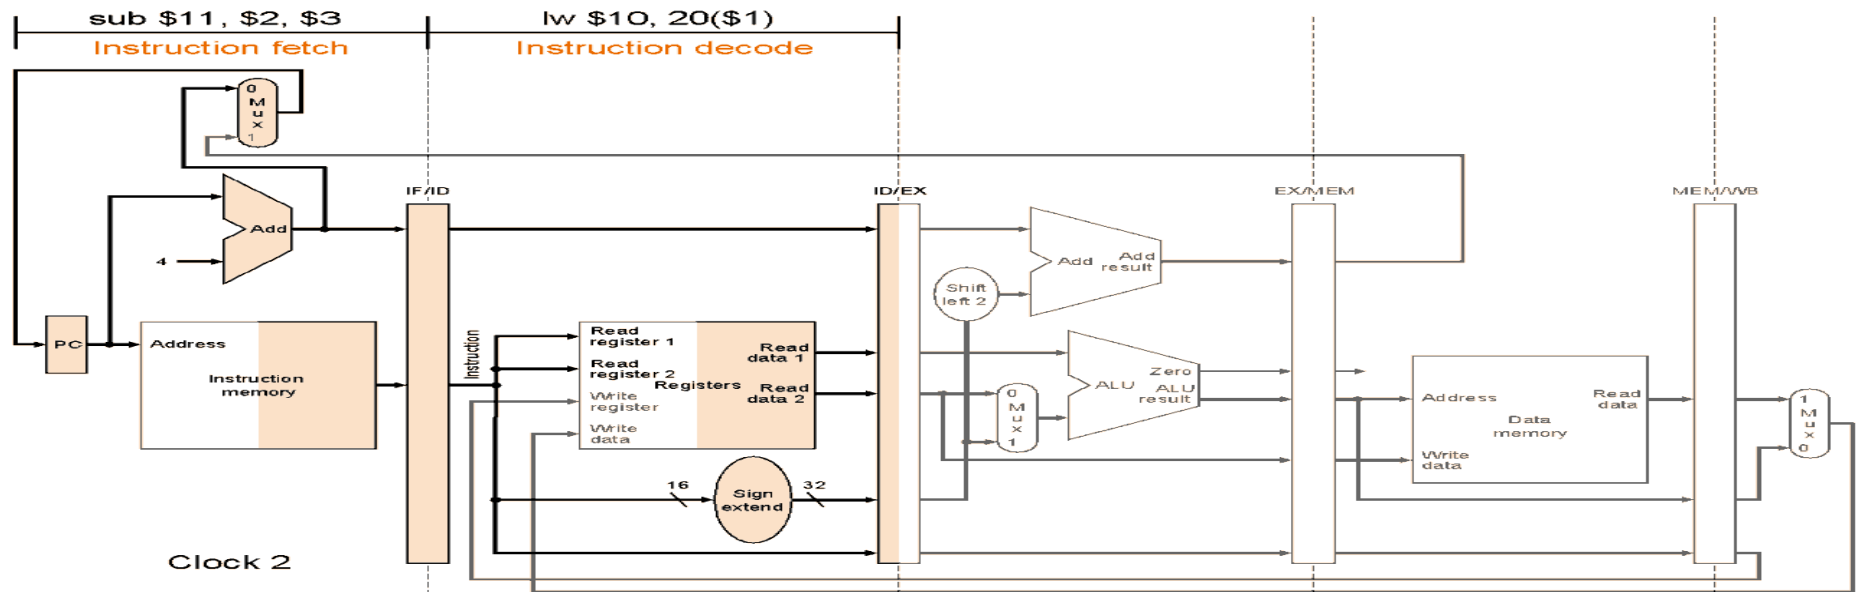 sub $11, $2, $3
lw $10, 20($1)
Instruction fetch
Instruction decode
0
M
u
x
1
IF/ID
ID/EX
EX/MEM
MEM/WB
Add
4
Add
Add
result
Shift
left 2
PC
Address
Instruction
memory
Instruction
Read
register 1
Read
register 2
Write
register
Write
data
Registers
Read
data 1
Read
data 2
0
M
u
x
1
Zero
ALU
ALU
result
Address
Read
data
Data
memory
Write
data
1
M
u
x
0
16
Sign
extend
32
Clock 2